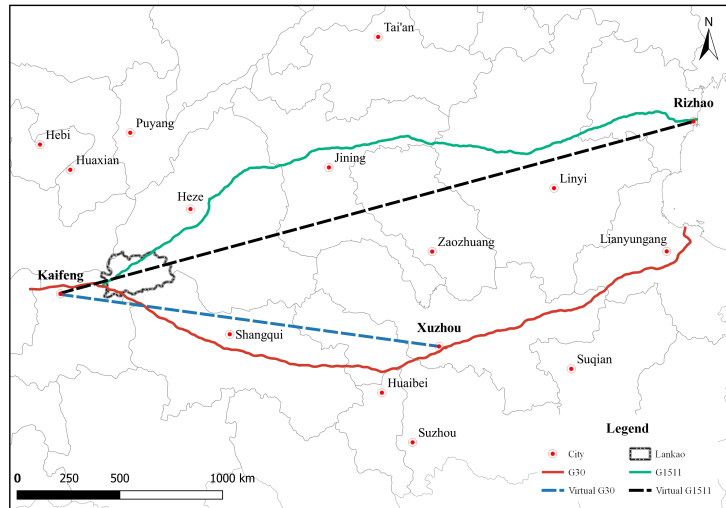 Tai'an
N
Rizhao
Puyang
Hebi
Huaxian
Jining
Linyi
Heze
Zaozhuang
Lianyungang
Kaifeng
Xuzhou
Shangqui
Suqian
Huaibei
Suzhou
Legend
City
Lankao
G30
G1511
Virtual G30
Virtual G1511
0 500 1000 km